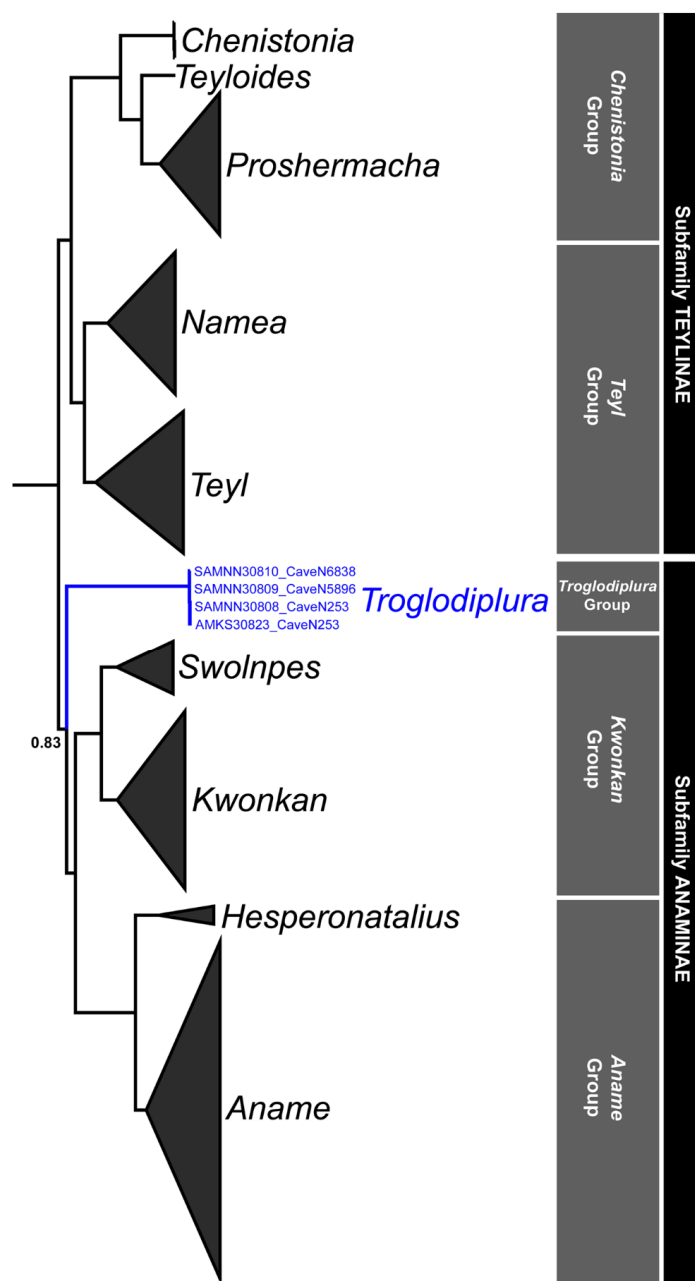 Chenistonia
Teyloides
Proshermacha
Namea
Teyl
SAMNN30810_CaveN6838
SAMNN30809_CaveN5896
SAMNN30808_CaveN253
AMKS30823_CaveN253
Troglodiplura
Swolnpes
0.83
Kwonkan
Hesperonatalius
Aname
Chenistonia
Group
Teyl
Group
Troglodiplura
Group
Kwonkan
Group
Aname
Group
Subfamily TEYLINAE
Subfamily ANAMINAE